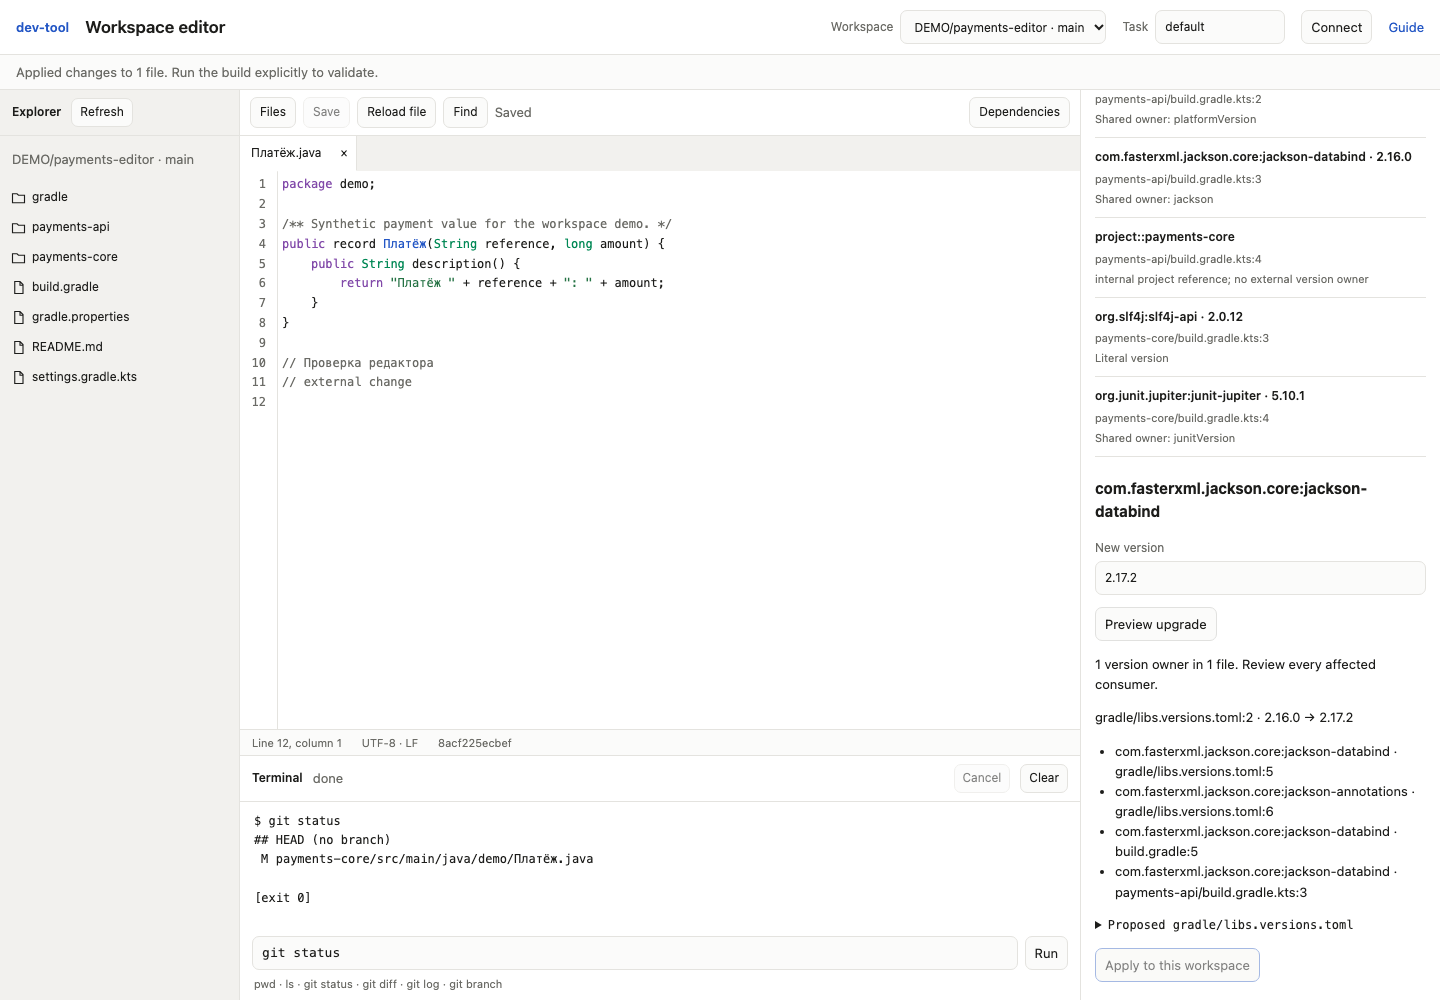 dev-tool
Workspace editor
Workspace
DEMO/payments-editor · main
Task
default
Connect
Guide
Applied changes to 1 file. Run the build explicitly to validate.
Explorer
Refresh
DEMO/payments-editor · main
gradle
payments-api
payments-core
build.gradle
gradle.properties
README.md
settings.gradle.kts
Files
Save
Reload file
Find
Saved
Dependencies
Платёж.java ×
1 package demo;
2
3 /** Synthetic payment value for the workspace demo. */
4 public record Платёж(String reference, long amount) {
5     public String description() {
6         return "Платёж " + reference + ": " + amount;
7     }
8 }
9
10 // Проверка редактора
11 // external change
12
Line 12, column 1
UTF-8 · LF
8acf225ecbef
Terminal
done
Cancel
Clear
$ git status
## HEAD (no branch)
 M payments-core/src/main/java/demo/Платёж.java
[exit 0]
git status
Run
pwd · ls · git status · git diff · git log · git branch
payments-api/build.gradle.kts:2
Shared owner: platformVersion
com.fasterxml.jackson.core:jackson-databind · 2.16.0
payments-api/build.gradle.kts:3
Shared owner: jackson
project::payments-core
payments-api/build.gradle.kts:4
internal project reference; no external version owner
org.slf4j:slf4j-api · 2.0.12
payments-core/build.gradle.kts:3
Literal version
org.junit.jupiter:junit-jupiter · 5.10.1
payments-core/build.gradle.kts:4
Shared owner: junitVersion
com.fasterxml.jackson.core:jackson-
databind
New version
2.17.2
Preview upgrade
1 version owner in 1 file. Review every affected
consumer.
gradle/libs.versions.toml:2 · 2.16.0 → 2.17.2
• com.fasterxml.jackson.core:jackson-databind ·
gradle/libs.versions.toml:5
• com.fasterxml.jackson.core:jackson-annotations ·
gradle/libs.versions.toml:6
• com.fasterxml.jackson.core:jackson-databind ·
build.gradle:5
• com.fasterxml.jackson.core:jackson-databind ·
payments-api/build.gradle.kts:3
Proposed gradle/libs.versions.toml
Apply to this workspace